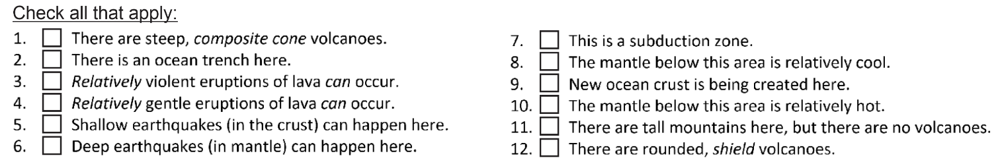 Check all that apply:
1. ☐ There are steep, composite cone volcanoes.
2. ☐ There is an ocean trench here.
3. ☐ Relatively violent eruptions of lava can occur.
4. ☐ Relatively gentle eruptions of lava can occur.
5. ☐ Shallow earthquakes (in the crust) can happen here.
6. ☐ Deep earthquakes (in mantle) can happen here.
7. ☐ This is a subduction zone.
8. ☐ The mantle below this area is relatively cool.
9. ☐ New ocean crust is being created here.
10. ☐ The mantle below this area is relatively hot.
11. ☐ There are tall mountains here, but there are no volcanoes.
12. ☐ There are rounded, shield volcanoes.